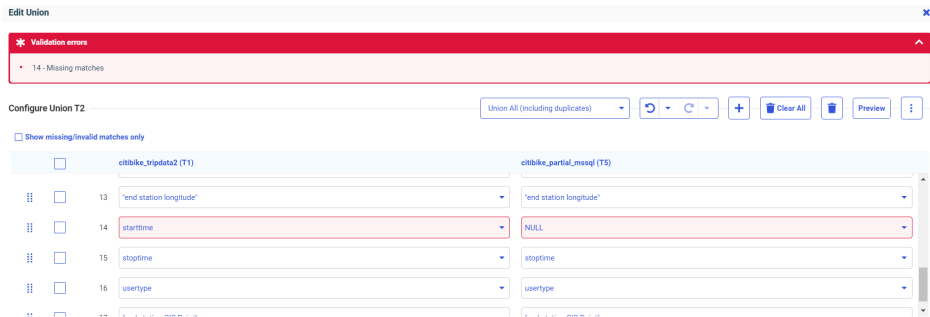 Edit Union
Validation errors
14 - Missing matches
Configure Union T2
Union All (including duplicates)
Clear All
Preview
Show missing/invalid matches only
citibike_tripdata2 (T1) citibike_partial_mssql (T5)
13 "end station longitude" "end station longitude"
14 starttime NULL
15 stoptime stoptime
16 usertype usertype